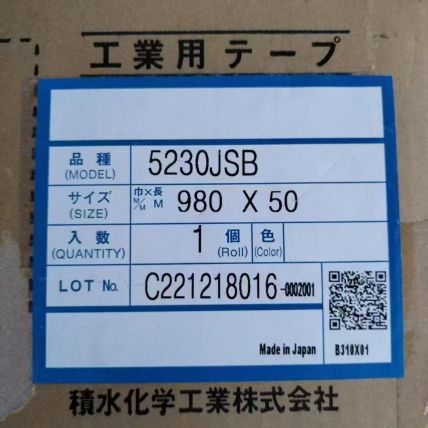 工業用テープ
品種 (MODEL) 5230JSB
サイズ (SIZE) 巾×長 M/M M 980 X 50
入数 (QUANTITY) 1 個 (Roll) 色 (Color)
LOT No. C221218016-0002001
Made in Japan B310X01
積水化学工業株式会社